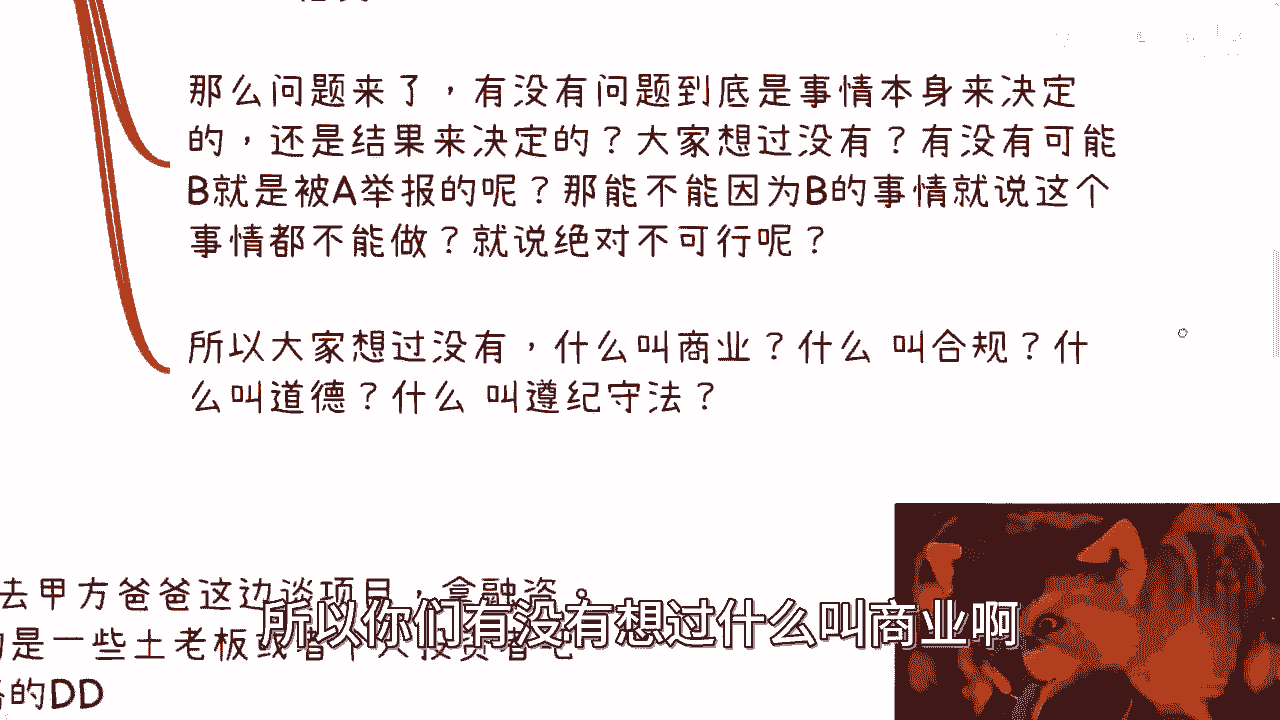 那么问题来了，有没有问题到底是事情本身来决定
的，还是结果来决定的？大家想过没有？有没有可能
B就是被A举报的呢？那能不能因为B的事情就说这个
事情都不能做？就说绝对不可行呢？
所以大家想过没有，什么叫商业？什么 叫合规？什
么叫道德？什么 叫遵纪守法？
去甲方爸爸这边谈项目，拿融资。
所以你们有没有想过什么叫商业啊
是一些土老板或者个人投资者
的DD